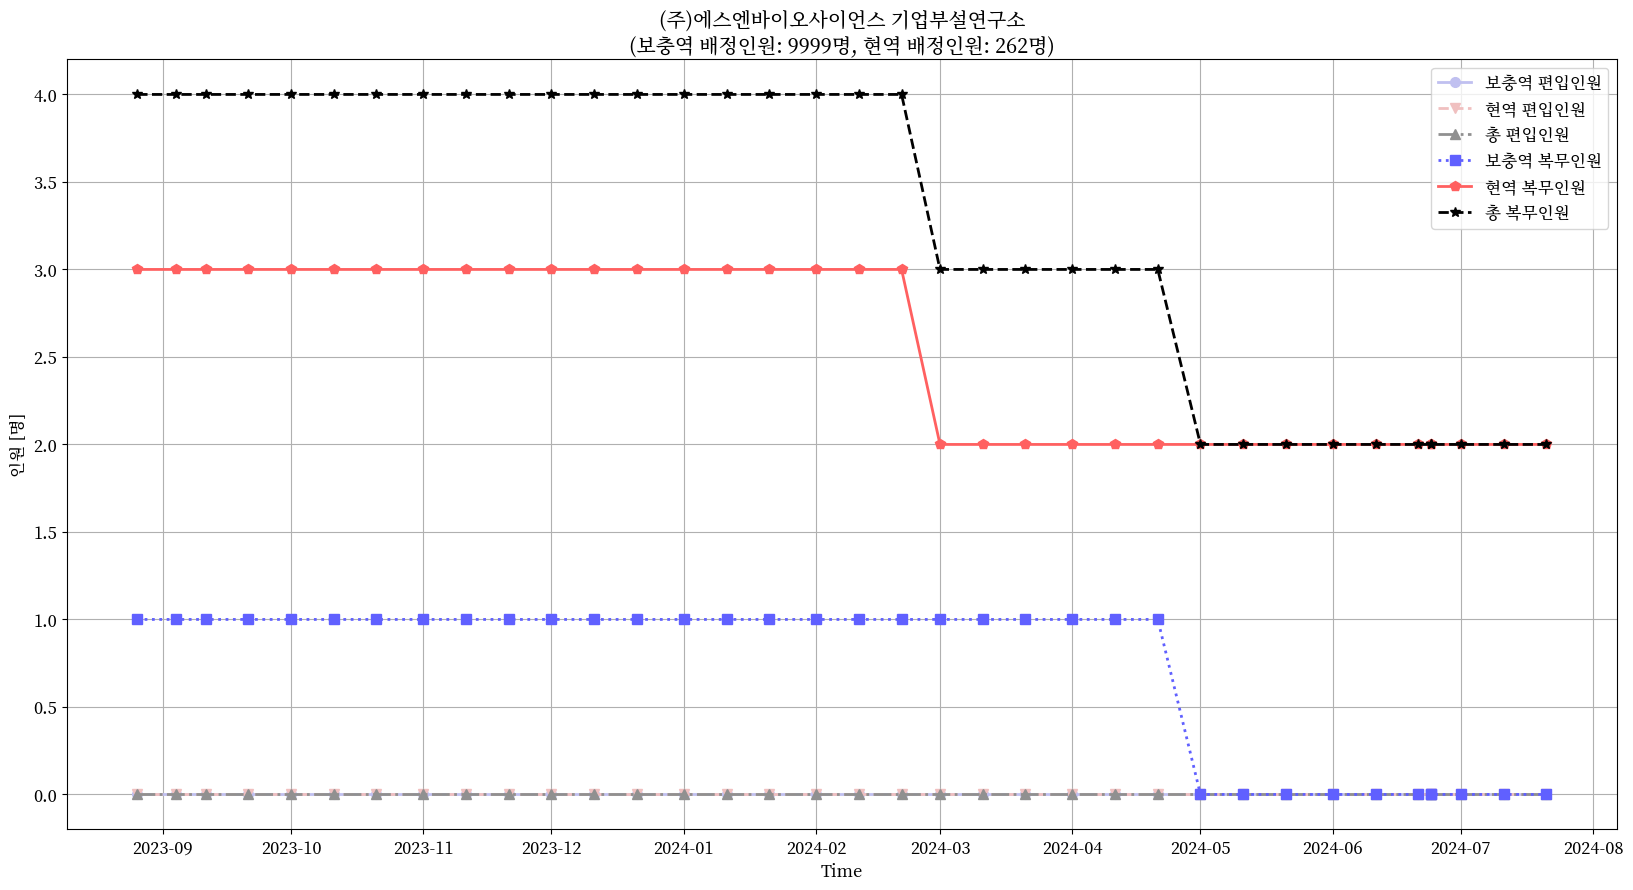 (주)에스엔바이오사이언스 기업부설연구소
(보충역 배정인원: 9999명, 현역 배정인원: 262명)
보충역 편입인원
현역 편입인원
총 편입인원
보충역 복무인원
현역 복무인원
총 복무인원
인원 [명]
4.0
3.5
3.0
2.5
2.0
1.5
1.0
0.5
0.0
2023-09 2023-10 2023-11 2023-12 2024-01 2024-02 2024-03 2024-04 2024-05 2024-06 2024-07 2024-08
Time